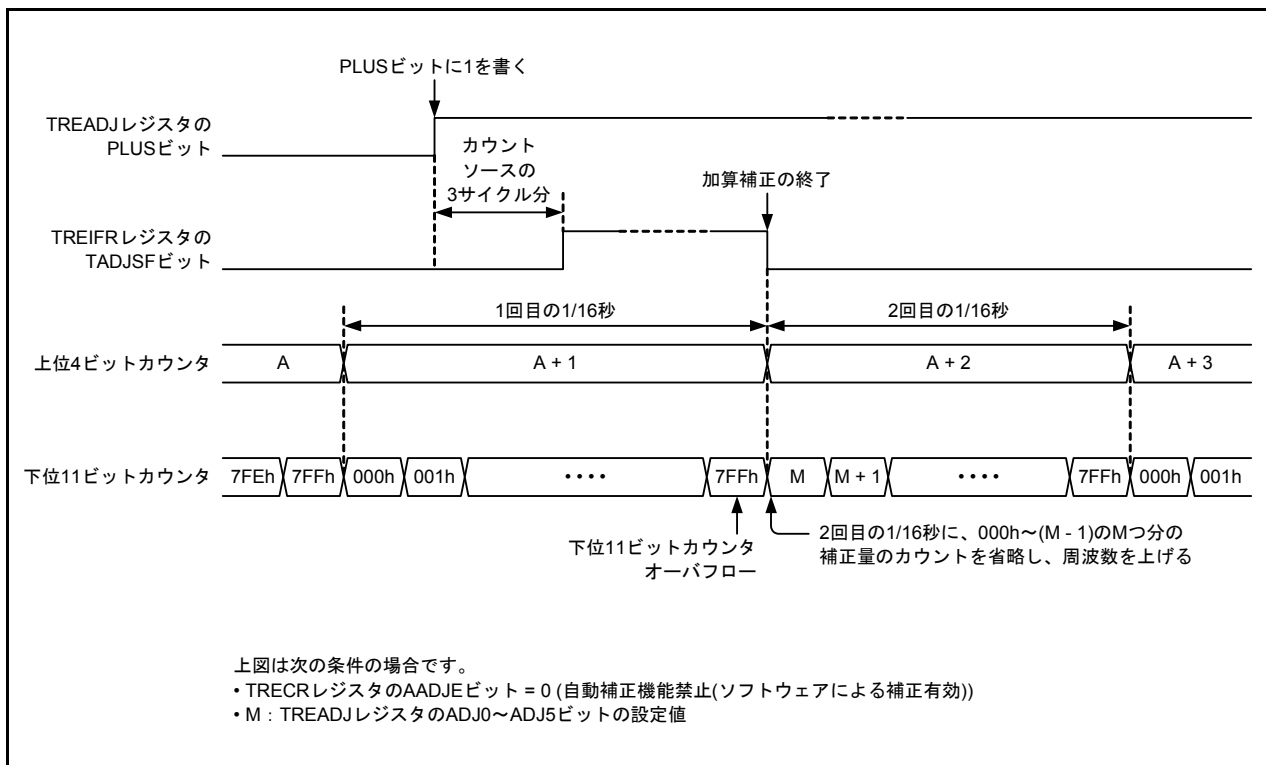 PLUSビットに1を書く
TREADJレジスタの
PLUSビット
カウント
ソースの
3サイクル分
加算補正の終了
TREIFRレジスタの
TADJSFビット
1回目の1/16秒
2回目の1/16秒
上位4ビットカウンタ
A
A + 1
A + 2
A + 3
下位11ビットカウンタ
7FEh
7FFh
000h
001h
••••
7FFh
M
M + 1
••••
7FFh
000h
001h
下位11ビットカウンタ
オーバフロー
2回目の1/16秒に、000h～(M - 1)のMつ分の
補正量のカウントを省略し、周波数を上げる
上図は次の条件の場合です。
• TRECRレジスタのAADJEビット = 0 (自動補正機能禁止(ソフトウェアによる補正有効))
• M：TREADJレジスタのADJ0～ADJ5ビットの設定値